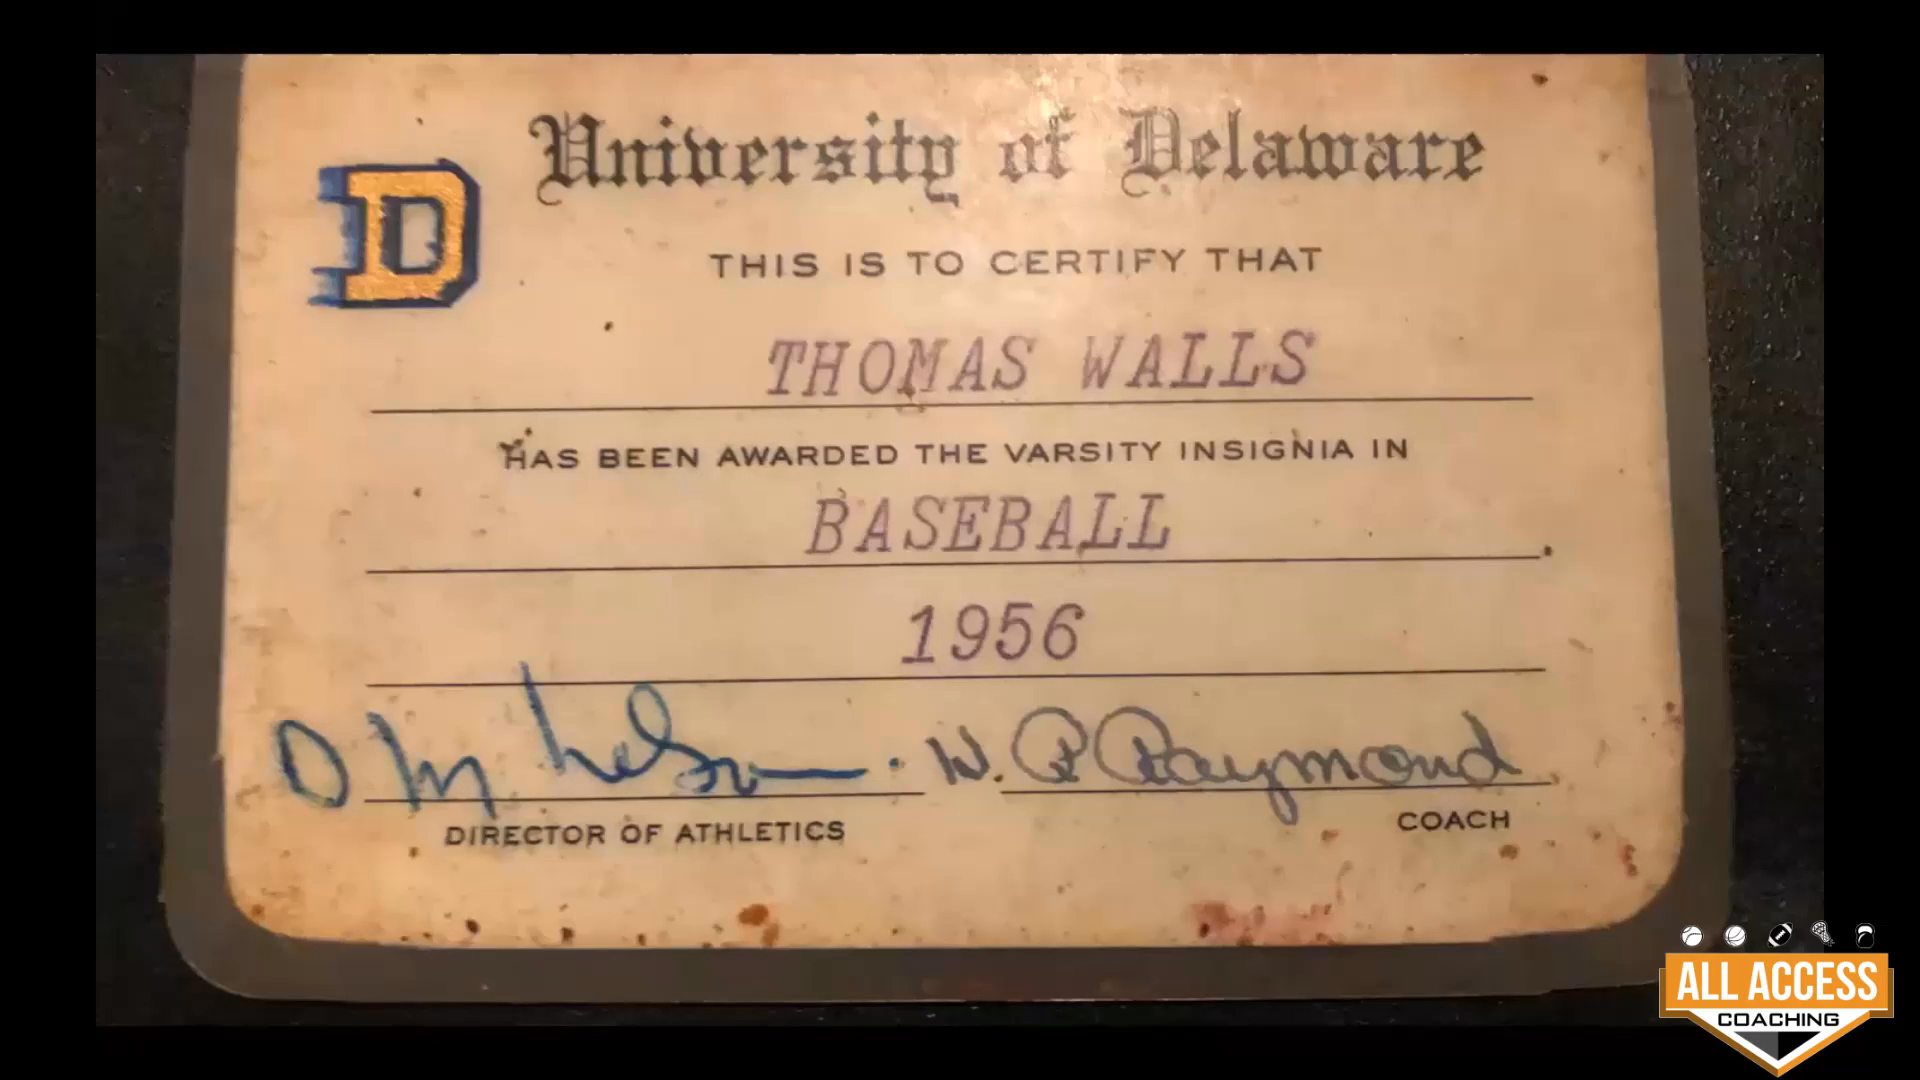 University of Delaware
D
THIS IS TO CERTIFY THAT
THOMAS WALLS
HAS BEEN AWARDED THE VARSITY INSIGNIA IN
BASEBALL
1956
W. R Raymond
DIRECTOR OF ATHLETICS
COACH
ALL ACCESS
COACHING